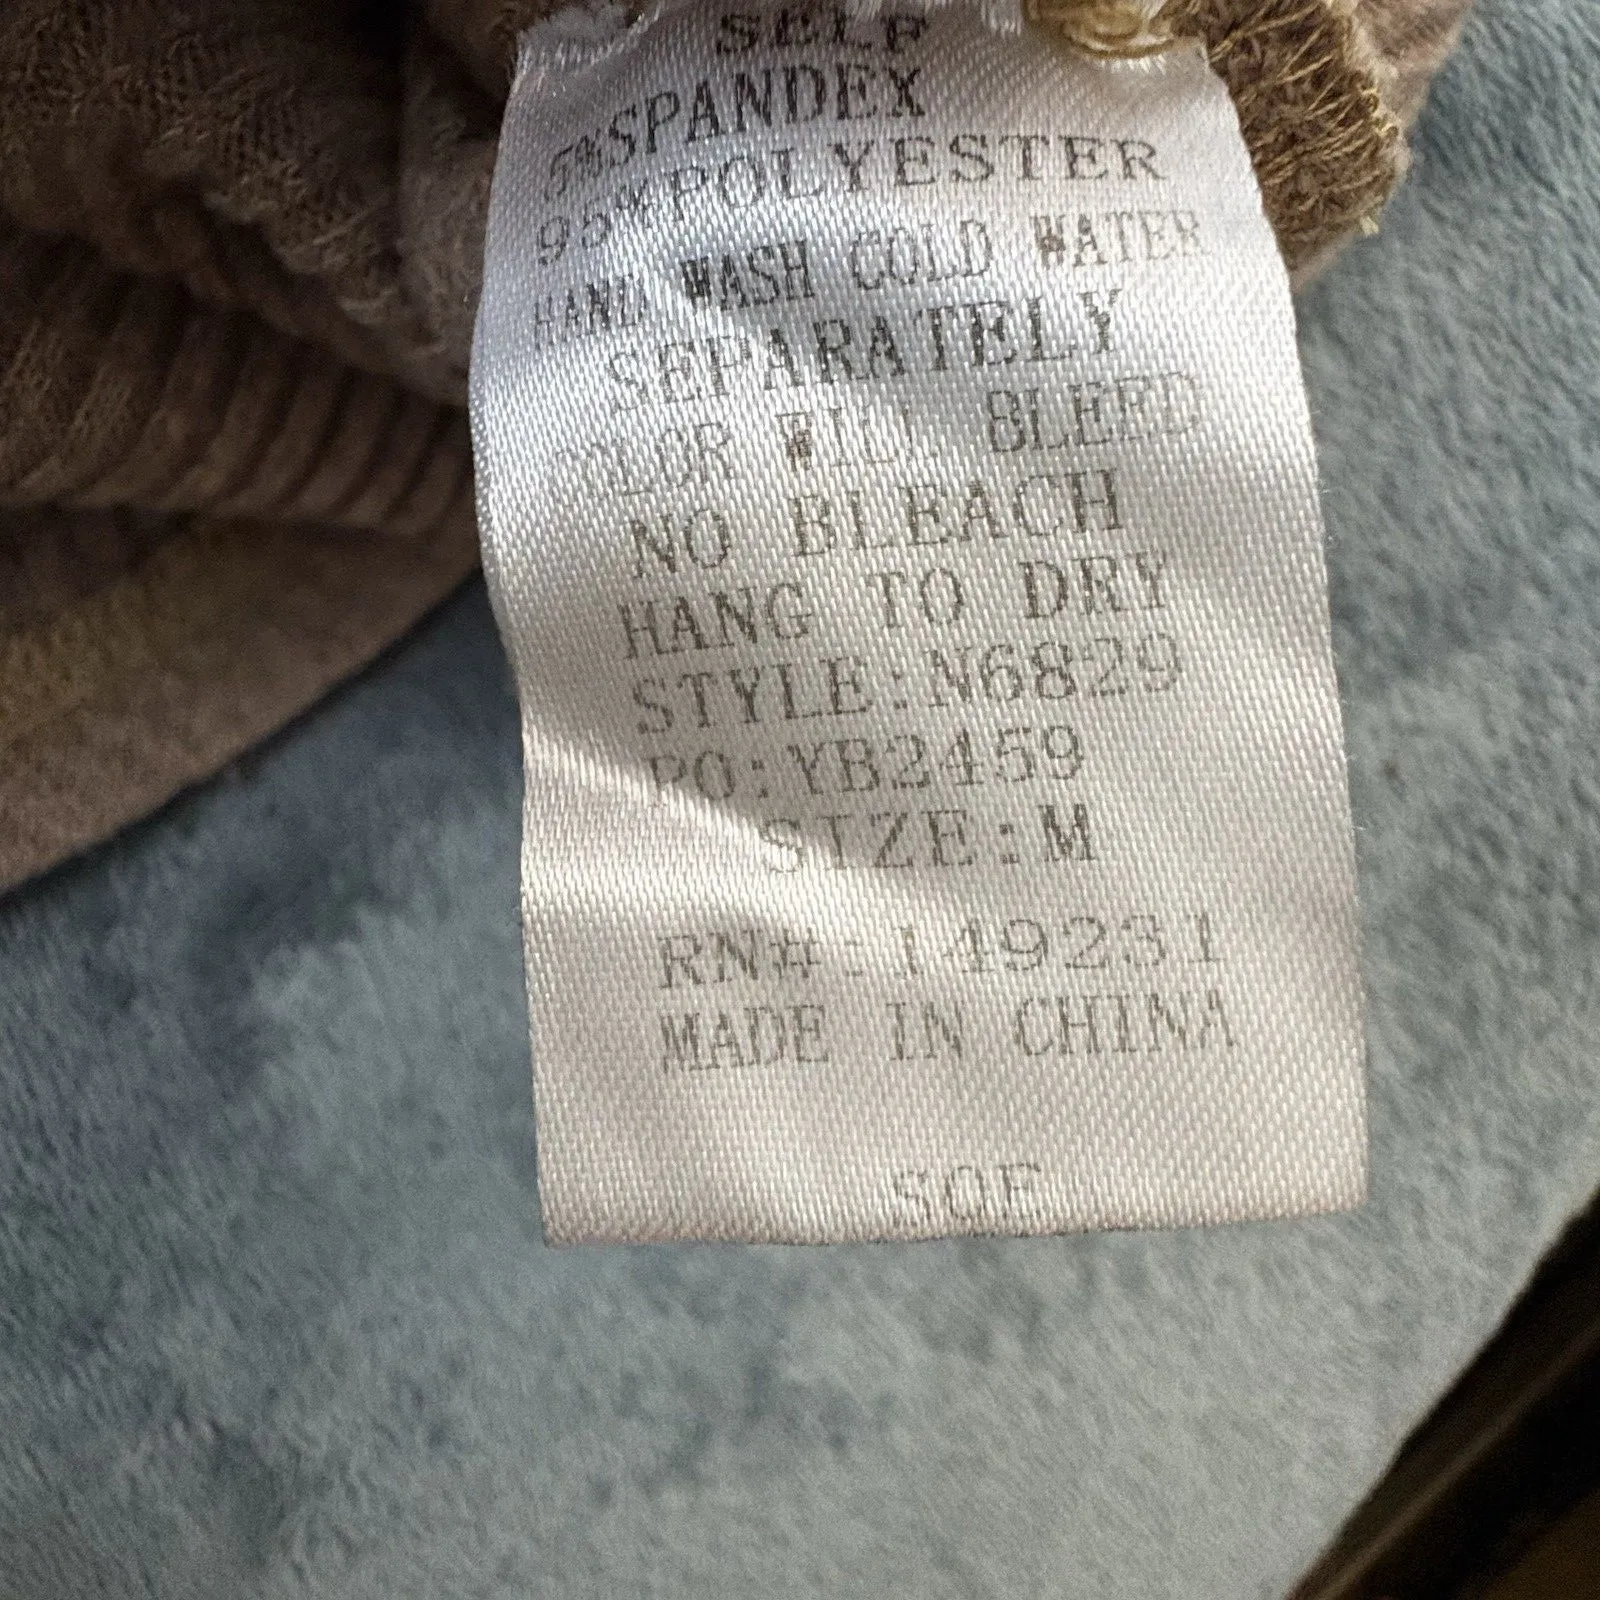 SELF
5%SPANDEX
95%POLYESTER
HAND WASH COLD WATER
SEPARATELY
COLOR WILL BLEED
NO BLEACH
HANG TO DRY
STYLE:N6829
PO:YB2459
SIZE:M
RN#:149231
MADE IN CHINA
SOE